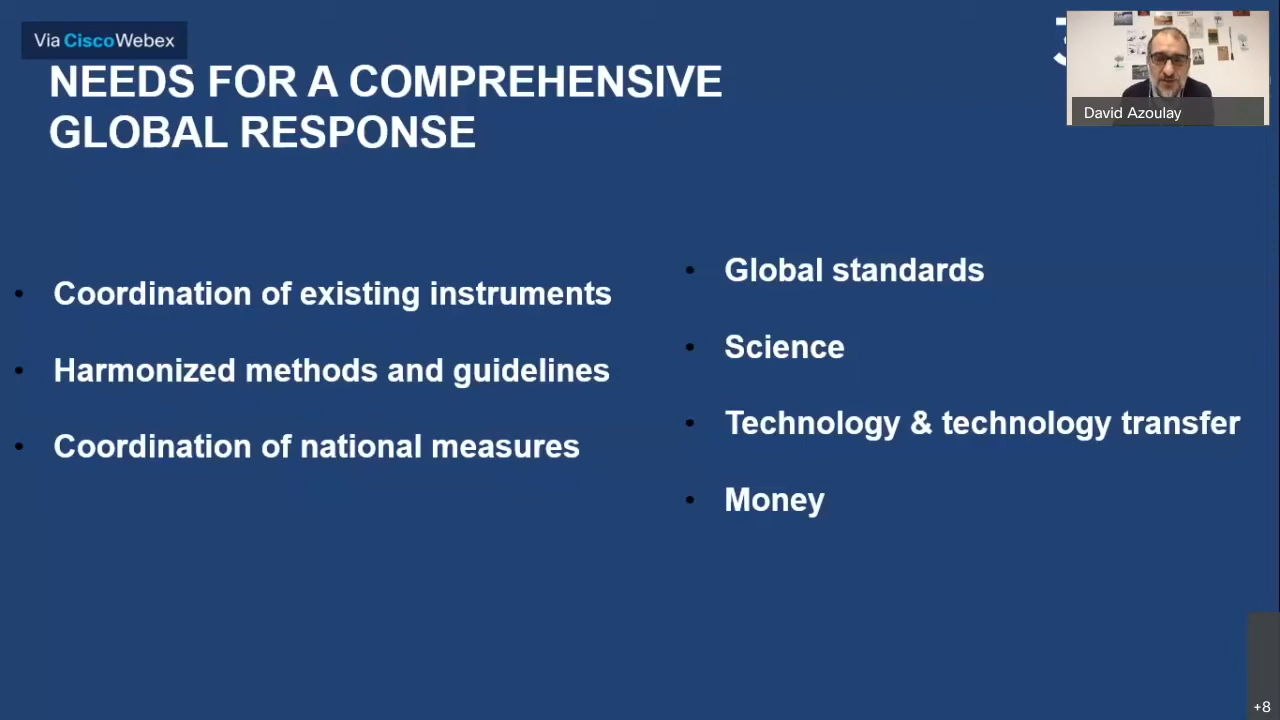 Via CiscoWebex
NEEDS FOR A COMPREHENSIVE
GLOBAL RESPONSE
David Azoulay
Coordination of existing instruments
Harmonized methods and guidelines
Coordination of national measures
Global standards
Science
Technology & technology transfer
Money
+8